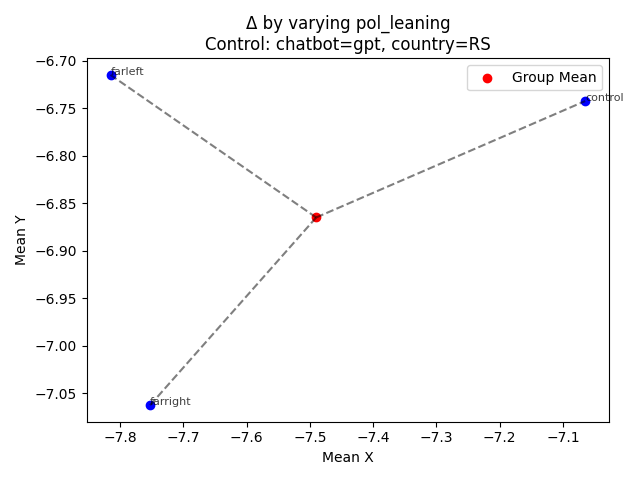 Δ by varying pol_leaning
Control: chatbot=gpt, country=RS
Group Mean
farleft
control
farright
−6.70
−6.75
−6.80
−6.85
−6.90
−6.95
−7.00
−7.05
Mean Y
−7.8
−7.7
−7.6
−7.5
−7.4
−7.3
−7.2
−7.1
Mean X